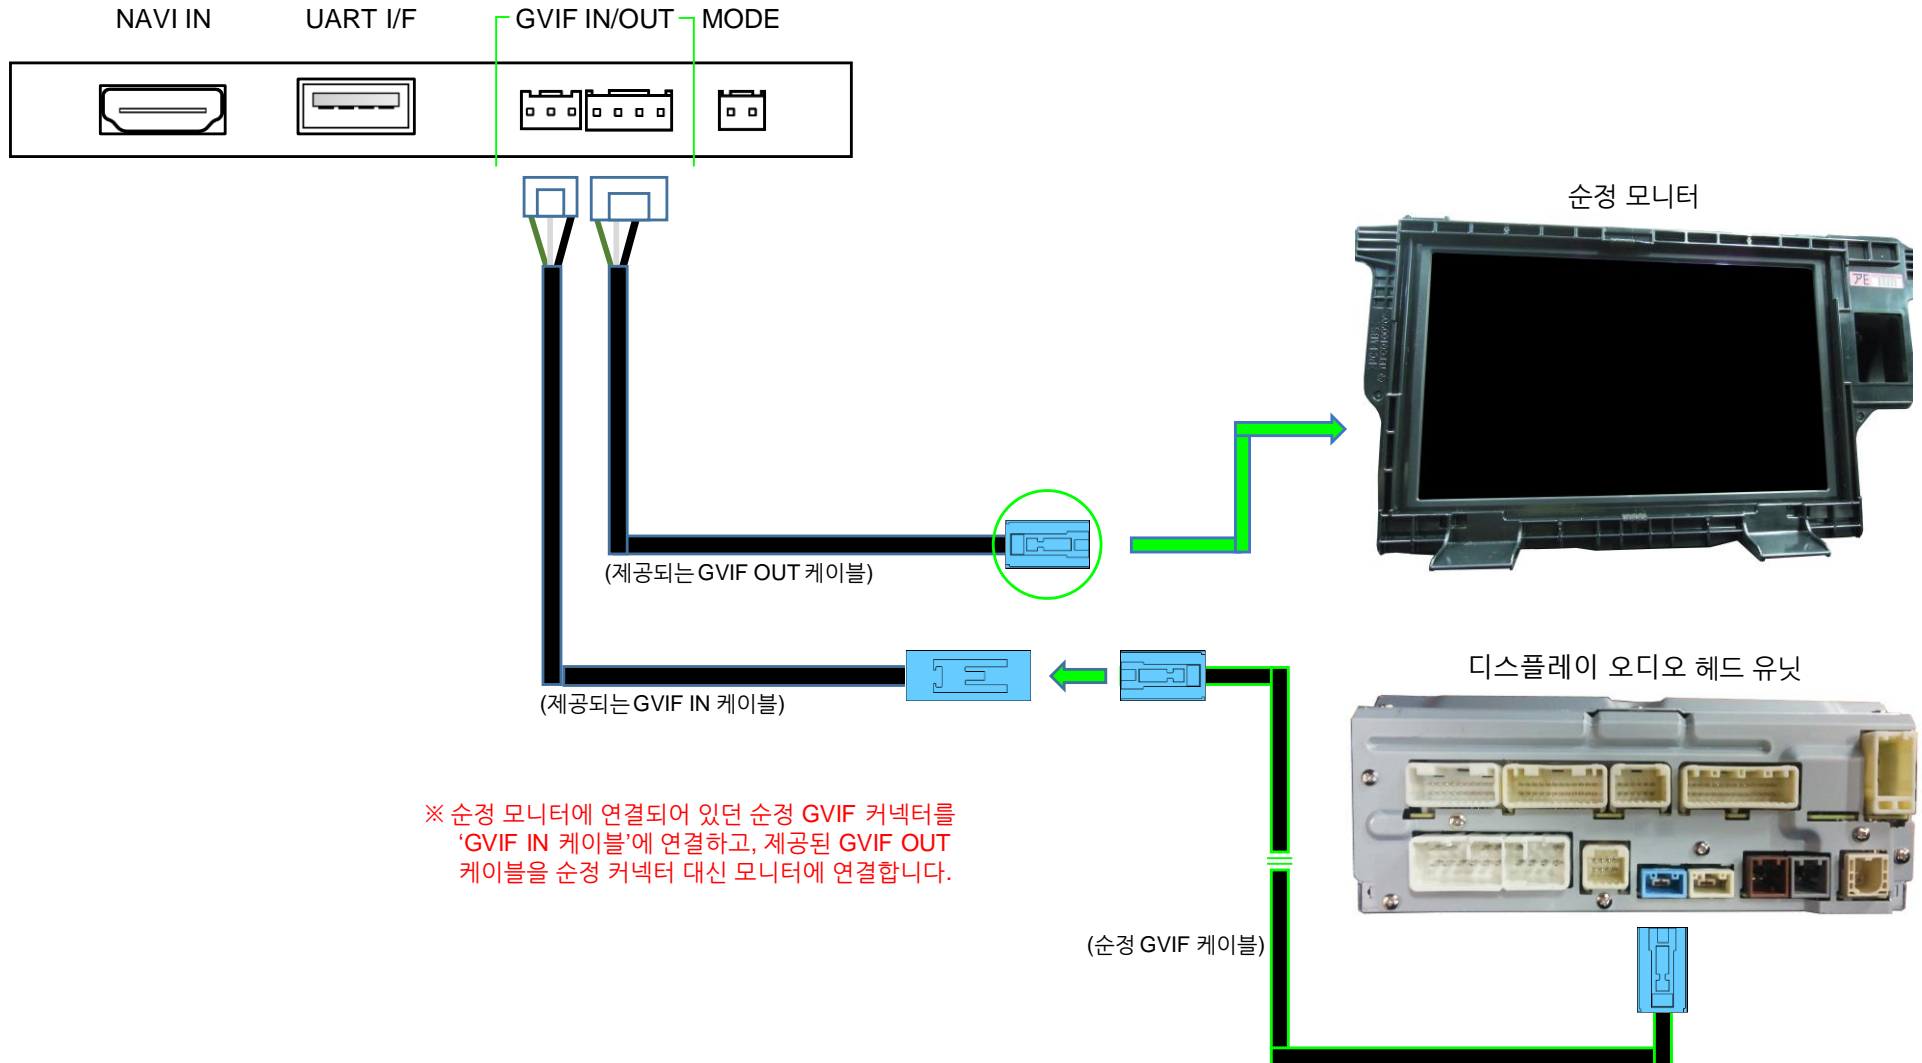 NAVI IN
UART I/F
GVIF IN/OUT
MODE
순정 모니터
(제공되는 GVIF OUT 케이블)
디스플레이 오디오 헤드 유닛
(제공되는 GVIF IN 케이블)
※ 순정 모니터에 연결되어 있던 순정 GVIF 커넥터를
‘GVIF IN 케이블’에 연결하고, 제공된 GVIF OUT
케이블을 순정 커넥터 대신 모니터에 연결합니다.
(순정 GVIF 케이블)